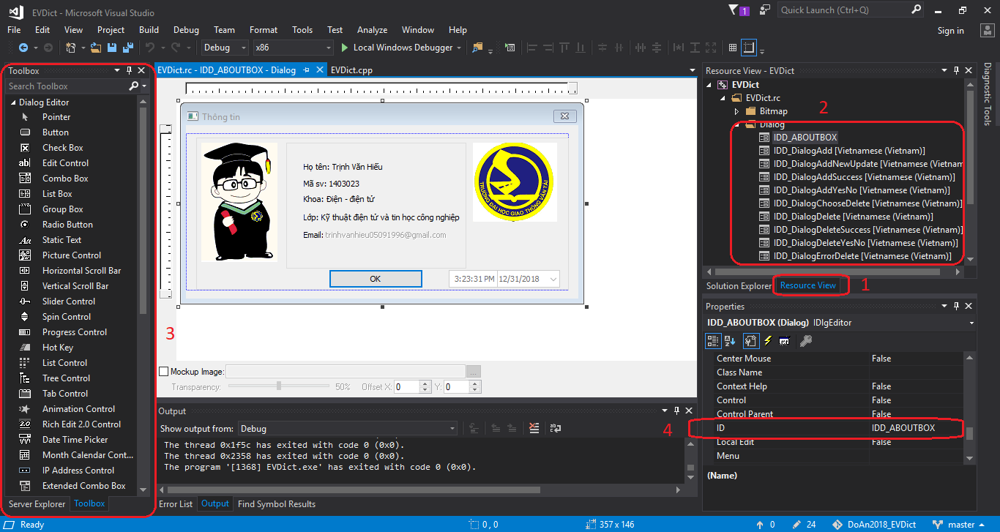 EVDict - Microsoft Visual Studio
1
Quick Launch (Ctrl+Q)
File Edit View Project Build Debug Team Format Tools Test Analyze Window Help
Sign in
Debug x86 Local Windows Debugger
Toolbox
Search Toolbox
Dialog Editor
Pointer
Button
Check Box
Edit Control
Combo Box
List Box
Group Box
Radio Button
Static Text
Picture Control
Horizontal Scroll Bar
Vertical Scroll Bar
Slider Control
Spin Control
Progress Control
Hot Key
List Control
Tree Control
Tab Control
Animation Control
Rich Edit 2.0 Control
Date Time Picker
Month Calendar Cont...
IP Address Control
Extended Combo Box
Server Explorer Toolbox
EVDict.rc - IDD_ABOUTBOX - Dialog EVDict.cpp
Thông tin
Họ tên: Trịnh Văn Hiếu
Mã sv: 1403023
Khoa: Điện - điện tử
Lớp: Kỹ thuật điện tử và tin học công nghiệp
Email: trinhvanhieu05091996@gmail.com
TRƯỜNG ĐẠI HỌC GIAO THÔNG VẬN TẢI
OK
3:23:31 PM 12/31/2018
3
Mockup Image: ...
Transparency: 50% Offset X: 0 Y: 0
Output
Show output from: Debug
The thread 0x1f5c has exited with code 0 (0x0).
The thread 0x2358 has exited with code 0 (0x0).
The program '[1368] EVDict.exe' has exited with code 0 (0x0).
Error List Output Find Symbol Results
Resource View - EVDict
EVDict
EVDict.rc
Bitmap
2
Dialog
IDD_ABOUTBOX
IDD_DialogAdd [Vietnamese (Vietnam)]
IDD_DialogAddNewUpdate [Vietnamese (Vietnam
IDD_DialogAddSuccess [Vietnamese (Vietnam)]
IDD_DialogAddYesNo [Vietnamese (Vietnam)]
IDD_DialogChooseDelete [Vietnamese (Vietnam)]
IDD_DialogDelete [Vietnamese (Vietnam)]
IDD_DialogDeleteSuccess [Vietnamese (Vietnam)]
IDD_DialogDeleteYesNo [Vietnamese (Vietnam)]
IDD_DialogErrorDelete [Vietnamese (Vietnam)]
Solution Explorer Resource View 1
Properties
IDD_ABOUTBOX (Dialog) IDlgEditor
Center Mouse False
Class Name
Context Help False
Control False
Control Parent False
4 ID IDD_ABOUTBOX
Local Edit False
Menu
(Name)
Diagnostic Tools
Ready 0 , 0 357 x 146 0 24 DoAn2018_EVDict master